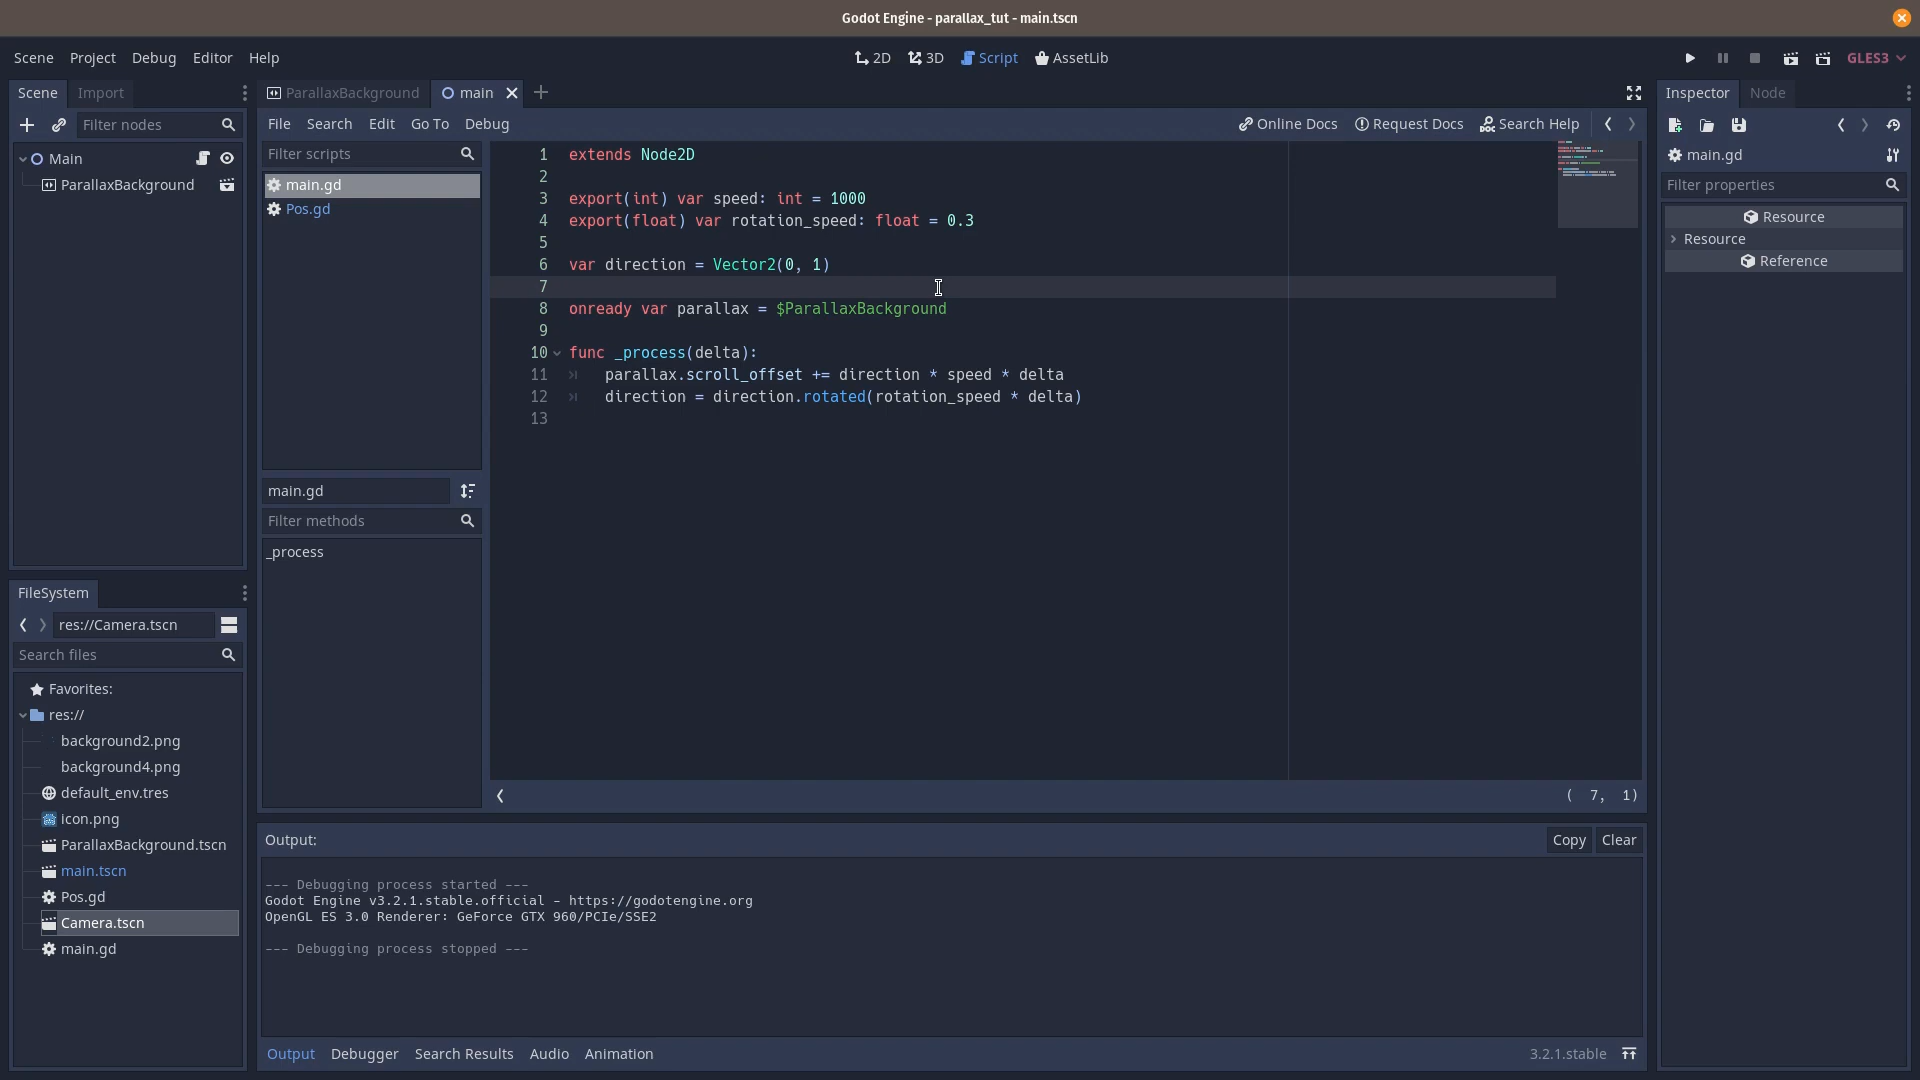 Godot Engine - parallax_tut - main.tscn
Scene Project Debug Editor Help
2D 3D Script AssetLib
GLES3
Scene Import
Filter nodes
Main
ParallaxBackground
ParallaxBackground main
File Search Edit Go To Debug
Online Docs Request Docs Search Help
Filter scripts
main.gd
Pos.gd
main.gd
Filter methods
_process
1 extends Node2D
2
3 export(int) var speed: int = 1000
4 export(float) var rotation_speed: float = 0.3
5
6 var direction = Vector2(0, 1)
7
8 onready var parallax = $ParallaxBackground
9
10 func _process(delta):
11 parallax.scroll_offset += direction * speed * delta
12 direction = direction.rotated(rotation_speed * delta)
13
( 7, 1)
Inspector Node
main.gd
Filter properties
Resource
Resource
Reference
FileSystem
res://Camera.tscn
Search files
Favorites:
res://
background2.png
background4.png
default_env.tres
icon.png
ParallaxBackground.tscn
main.tscn
Pos.gd
Camera.tscn
main.gd
Output:
Copy Clear
--- Debugging process started ---
Godot Engine v3.2.1.stable.official - https://godotengine.org
OpenGL ES 3.0 Renderer: GeForce GTX 960/PCIe/SSE2
--- Debugging process stopped ---
Output Debugger Search Results Audio Animation
3.2.1.stable